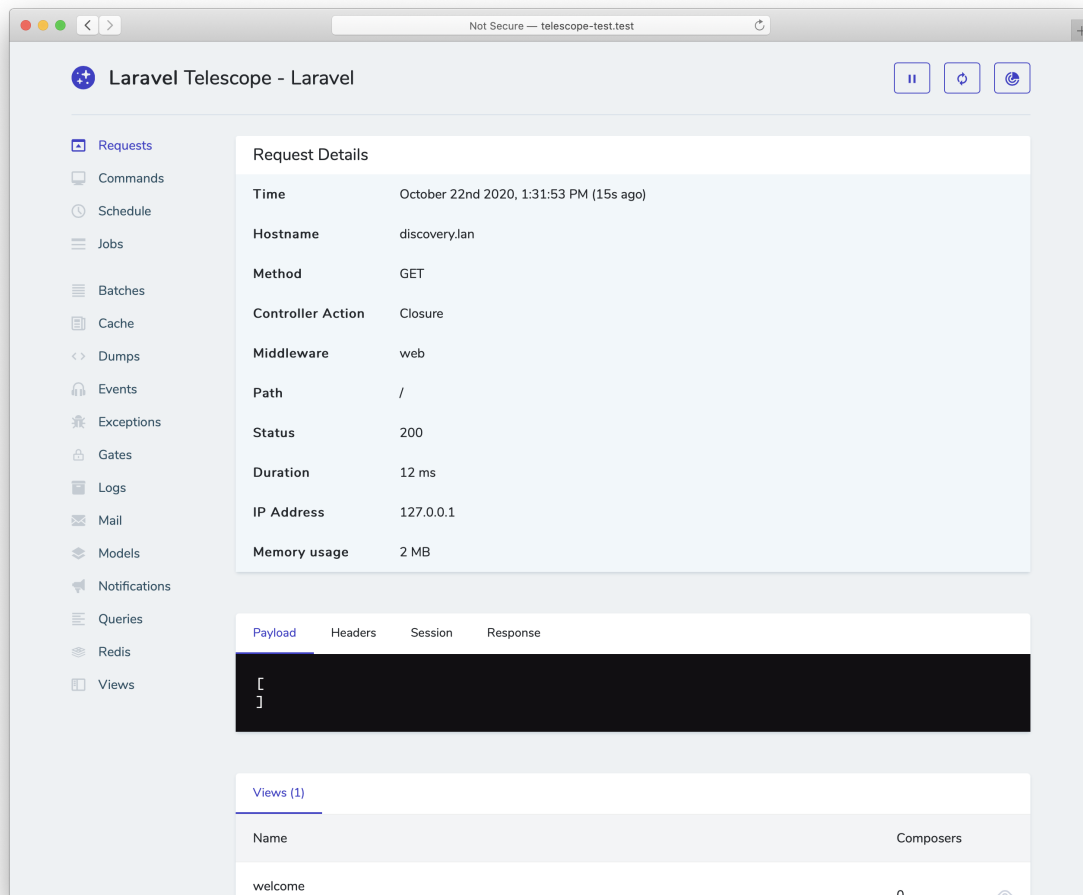 Not Secure — telescope-test.test
Laravel Telescope - Laravel
Requests
Commands
Schedule
Jobs
Batches
Cache
Dumps
Events
Exceptions
Gates
Logs
Mail
Models
Notifications
Queries
Redis
Views
Request Details
Time October 22nd 2020, 1:31:53 PM (15s ago)
Hostname discovery.lan
Method GET
Controller Action Closure
Middleware web
Path /
Status 200
Duration 12 ms
IP Address 127.0.0.1
Memory usage 2 MB
Payload Headers Session Response
[
]
Views (1)
Name Composers
welcome
0